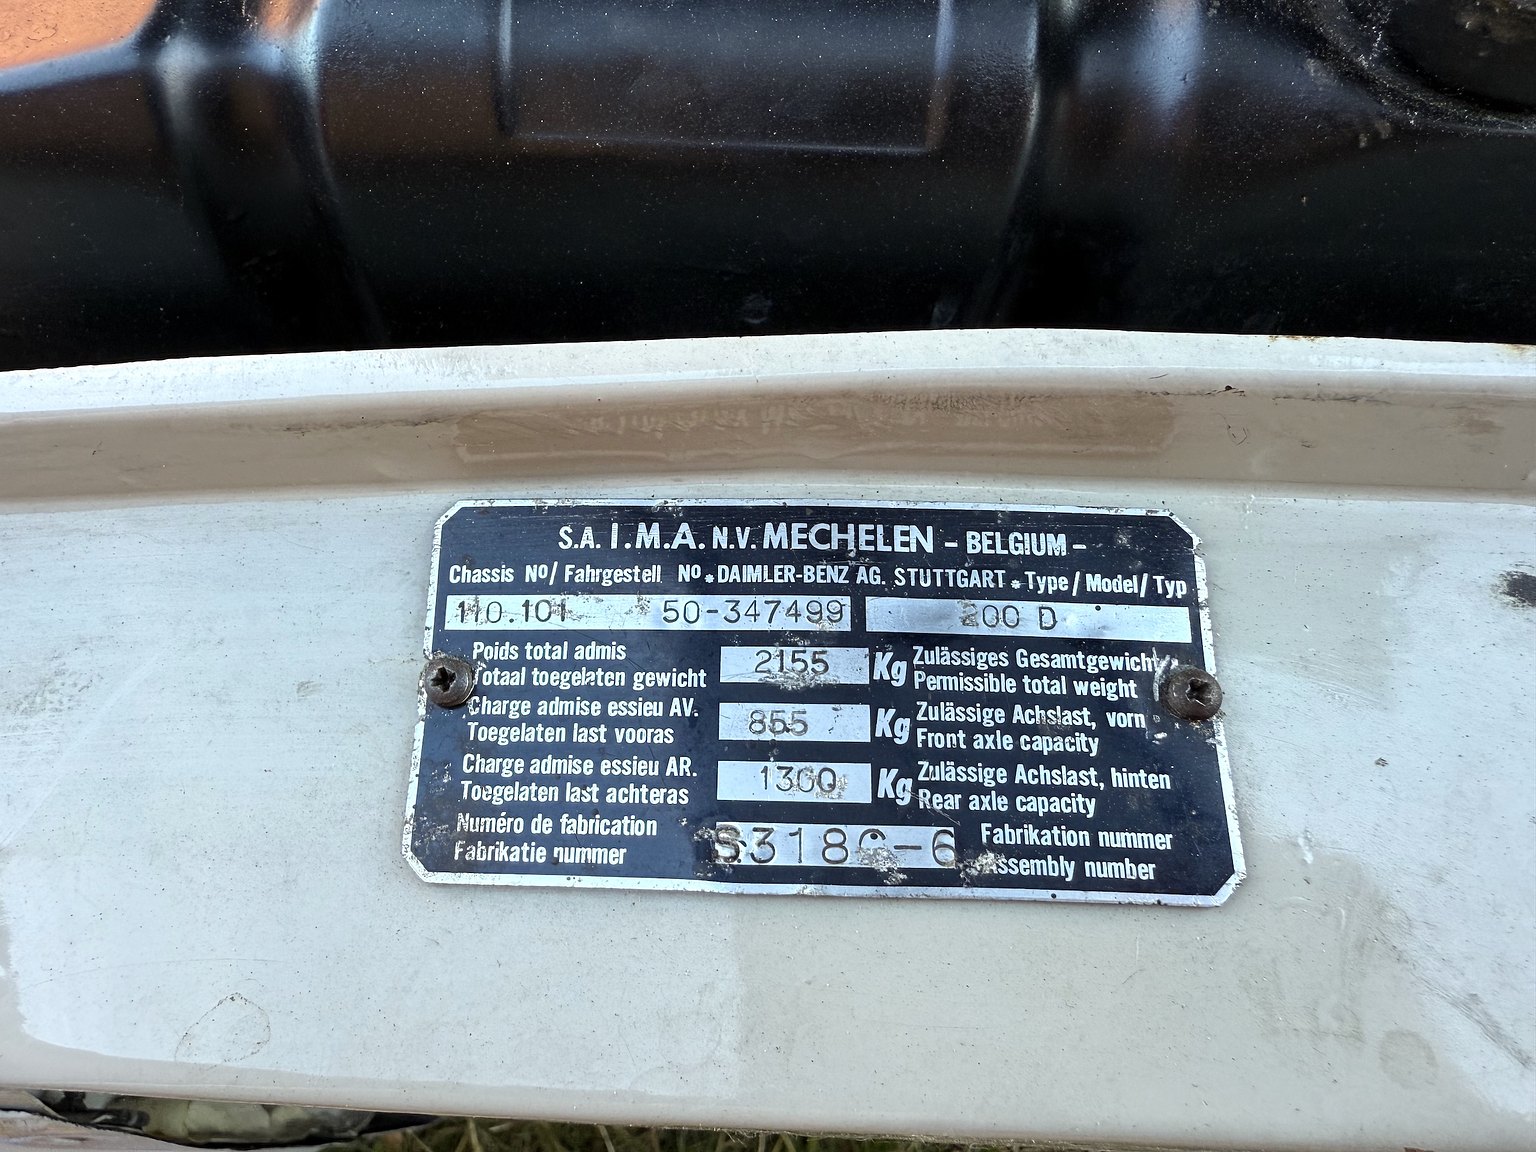 S.A. I.M.A. N.V. MECHELEN - BELGIUM -
Chassis No/ Fahrgestell No. DAIMLER-BENZ AG. STUTTGART. Type/ Model/ Typ
110.101 50-347499 200 D
Poids total admis
Totaal toegelaten gewicht
2155 Kg
Zulässiges Gesamtgewicht
Permissible total weight
Charge admise essieu AV.
Toegelaten last vooras
855 Kg
Zulässige Achslast, vorn
Front axle capacity
Charge admise essieu AR.
Toegelaten last achteras
1300 Kg
Zulässige Achslast, hinten
Rear axle capacity
Numéro de fabrication
Fabrikatie nummer
Fabrikation nummer
Assembly number